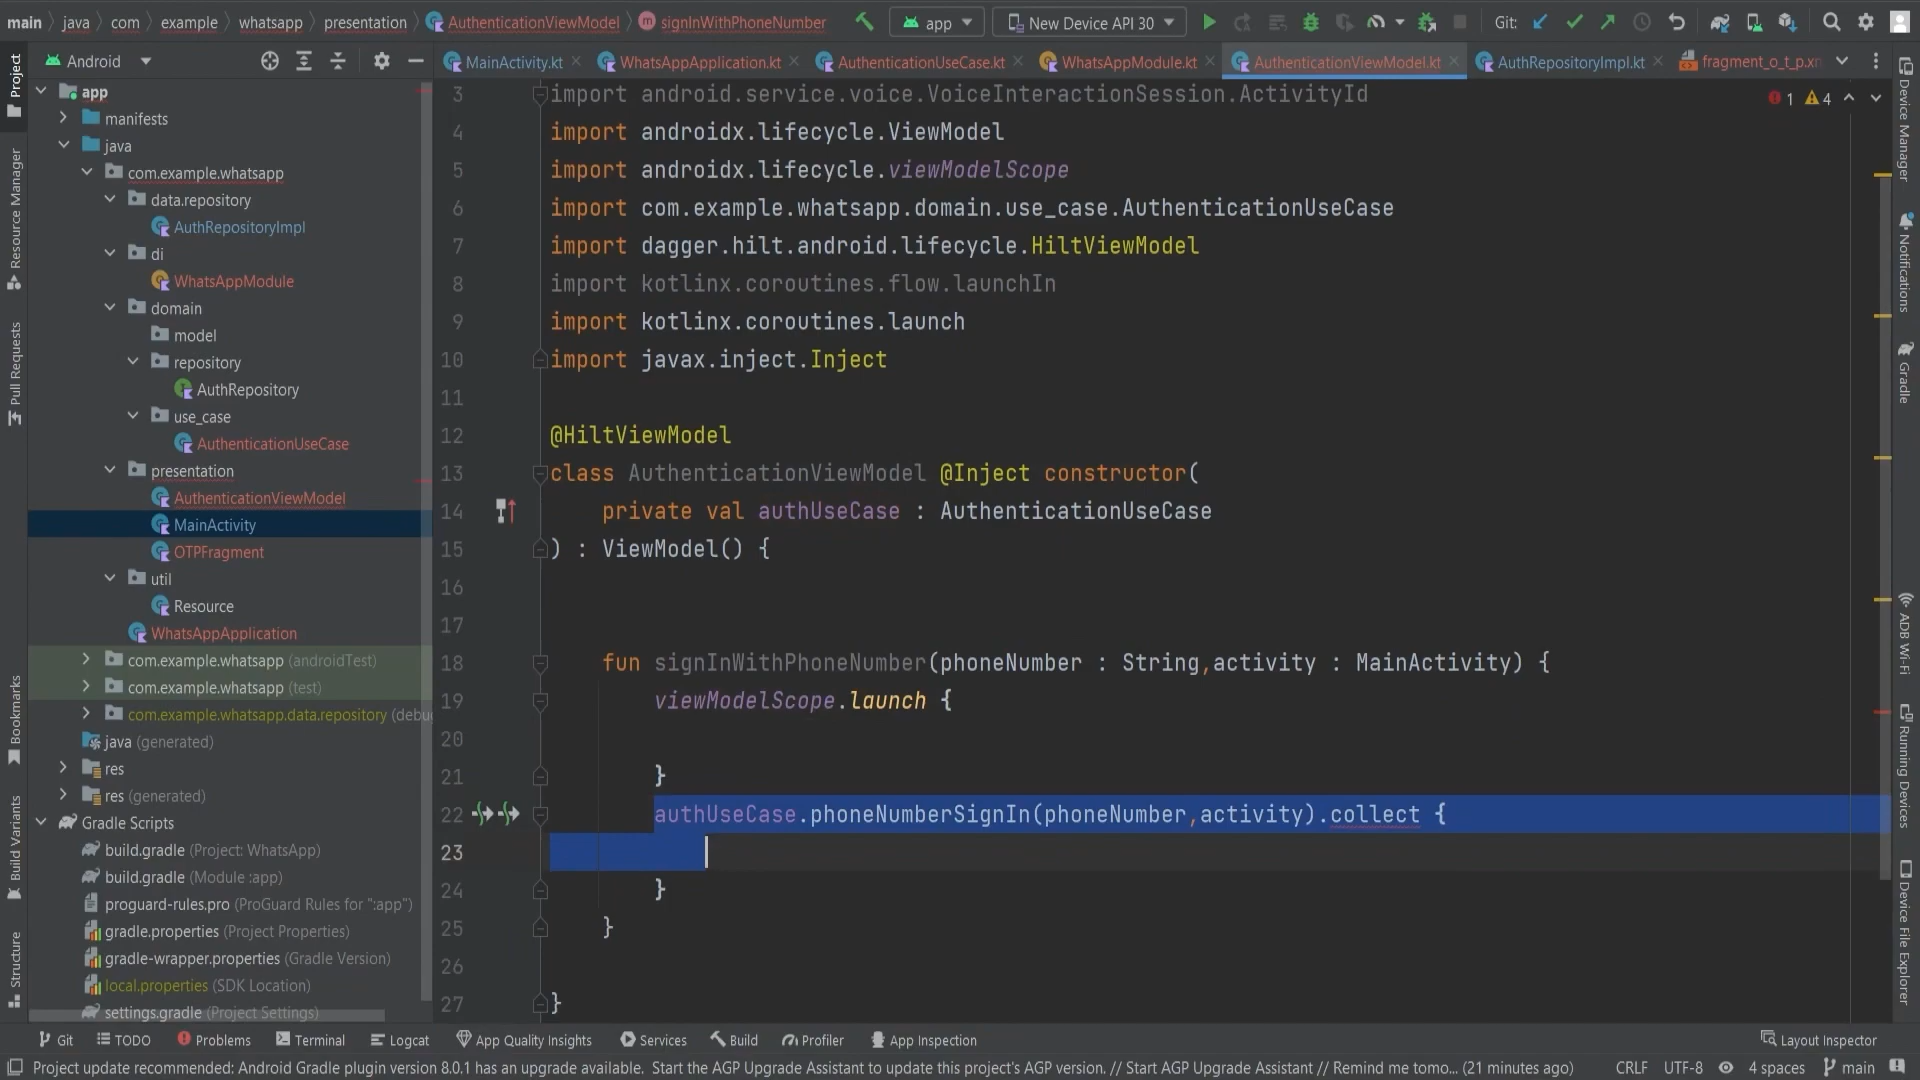 main java com example whatsapp presentation AuthenticationViewModel signInWithPhoneNumber app New Device API 30 Git:
Android
MainActivity.kt WhatsAppApplication.kt AuthenticationUseCase.kt WhatsAppModule.kt AuthenticationViewModel.kt AuthRepositoryImpl.kt fragment_o_t_p.xm
Project
Resource Manager
Pull Requests
Bookmarks
Build Variants
Structure
app
manifests
java
com.example.whatsapp
data.repository
AuthRepositoryImpl
di
WhatsAppModule
domain
model
repository
AuthRepository
use_case
AuthenticationUseCase
presentation
AuthenticationViewModel
MainActivity
OTPFragment
util
Resource
WhatsAppApplication
com.example.whatsapp (androidTest)
com.example.whatsapp (test)
com.example.whatsapp.data.repository (debu
java (generated)
res
res (generated)
Gradle Scripts
build.gradle (Project: WhatsApp)
build.gradle (Module :app)
proguard-rules.pro (ProGuard Rules for ":app")
gradle.properties (Project Properties)
gradle-wrapper.properties (Gradle Version)
local.properties (SDK Location)
settings.gradle (Project Settings)
1 4
3 import android.service.voice.VoiceInteractionSession.ActivityId
4 import androidx.lifecycle.ViewModel
5 import androidx.lifecycle.viewModelScope
6 import com.example.whatsapp.domain.use_case.AuthenticationUseCase
7 import dagger.hilt.android.lifecycle.HiltViewModel
8 import kotlinx.coroutines.flow.launchIn
9 import kotlinx.coroutines.launch
10 import javax.inject.Inject
11
12 @HiltViewModel
13 class AuthenticationViewModel @Inject constructor(
14 private val authUseCase : AuthenticationUseCase
15 ) : ViewModel() {
16
17
18 fun signInWithPhoneNumber(phoneNumber : String,activity : MainActivity) {
19 viewModelScope.launch {
20
21 }
22 authUseCase.phoneNumberSignIn(phoneNumber,activity).collect {
23
24 }
25 }
26
27 }
Device Manager
Notifications
Gradle
ADB Wi-Fi
Running Devices
Device File Explorer
Git TODO Problems Terminal Logcat App Quality Insights Services Build Profiler App Inspection Layout Inspector
Project update recommended: Android Gradle plugin version 8.0.1 has an upgrade available. Start the AGP Upgrade Assistant to update this project's AGP version. // Start AGP Upgrade Assistant // Remind me tomo... (21 minutes ago) CRLF UTF-8 4 spaces main